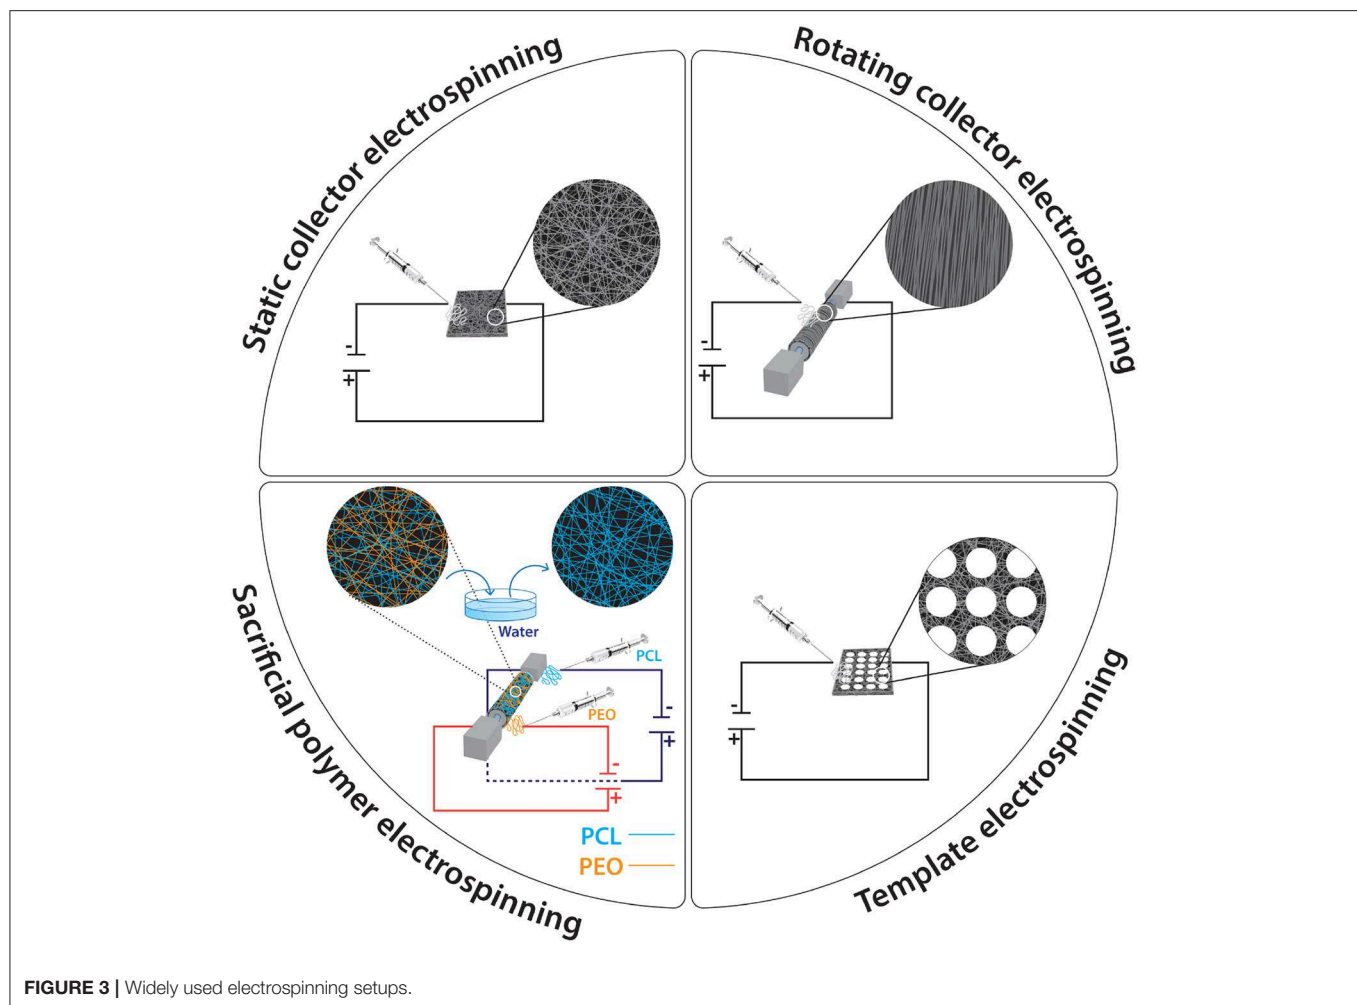 Static collector electrospinning
Rotating collector electrospinning
-
+
-
+
Water
PCL
PEO
-
+
-
+
PCL
PEO
Sacrificial polymer electrospinning
-
+
Template electrospinning
FIGURE 3 | Widely used electrospinning setups.